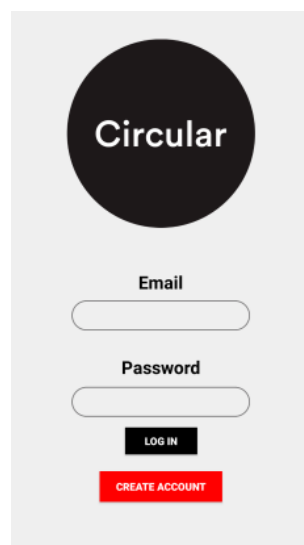 Circular
Email
Password
LOG IN
CREATE ACCOUNT